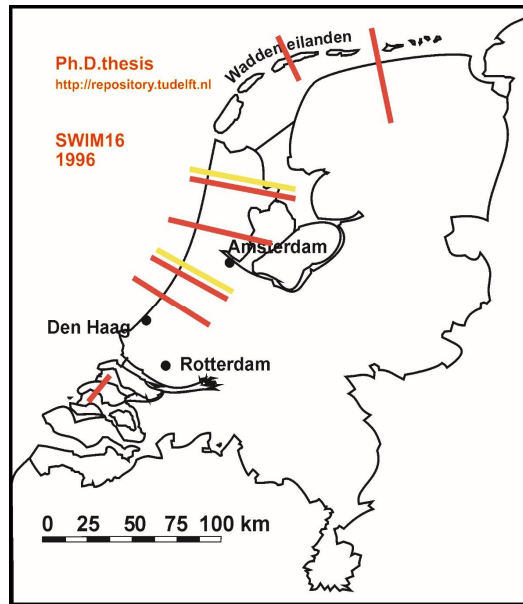 Ph.D.thesis
http://repository.tudelft.nl
SWIM16
1996
Waddeneilanden
Amsterdam
Den Haag
Rotterdam
0 25 50 75 100 km